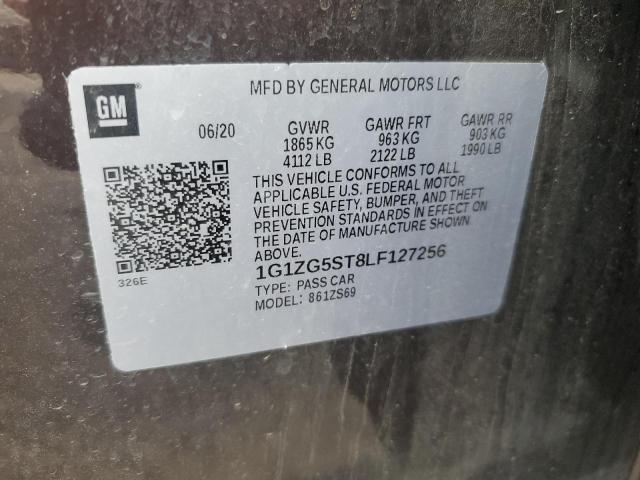 GM
MFD BY GENERAL MOTORS LLC
06/20 GVWR GAWR FRT GAWR RR
1865 KG 963 KG 903 KG
4112 LB 2122 LB 1990 LB
THIS VEHICLE CONFORMS TO ALL
APPLICABLE U.S. FEDERAL MOTOR
VEHICLE SAFETY, BUMPER, AND THEFT
PREVENTION STANDARDS IN EFFECT ON
THE DATE OF MANUFACTURE SHOWN
ABOVE.
1G1ZG5ST8LF127256
326E
TYPE: PASS CAR
MODEL: 861ZS69